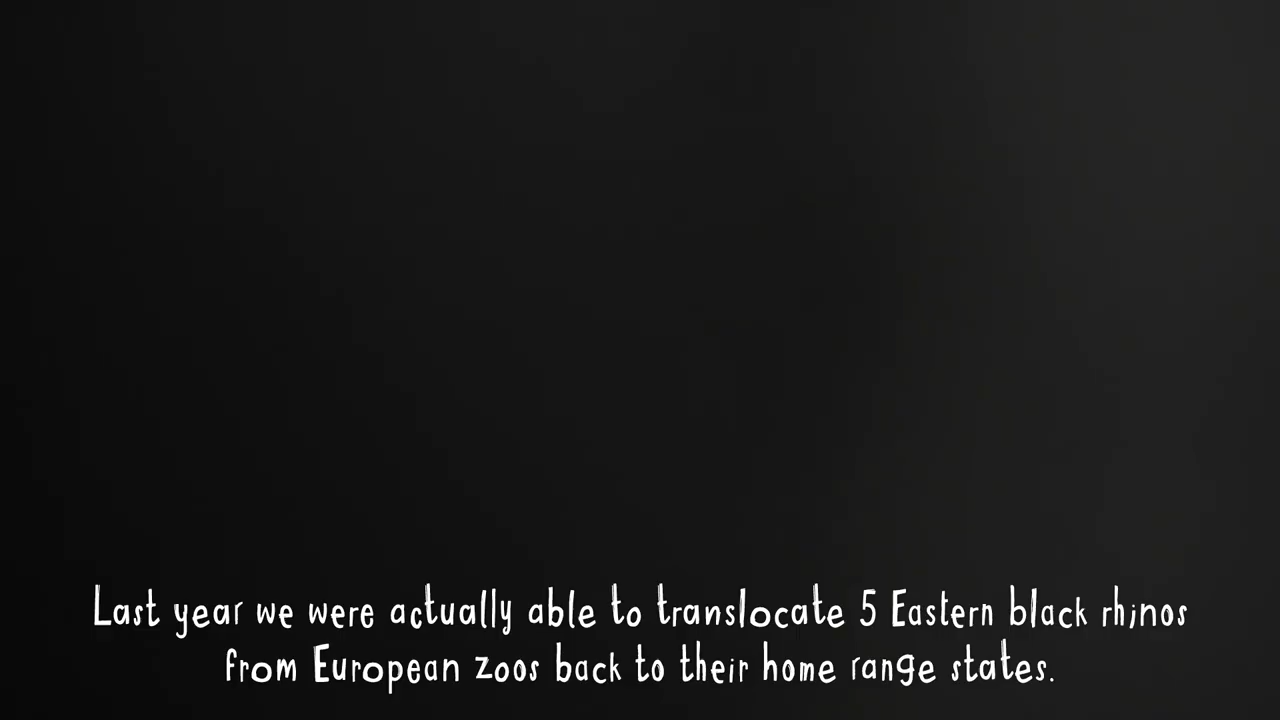 Last year we were actually able to translocate 5 Eastern black rhinos
from European zoos back to their home range states.